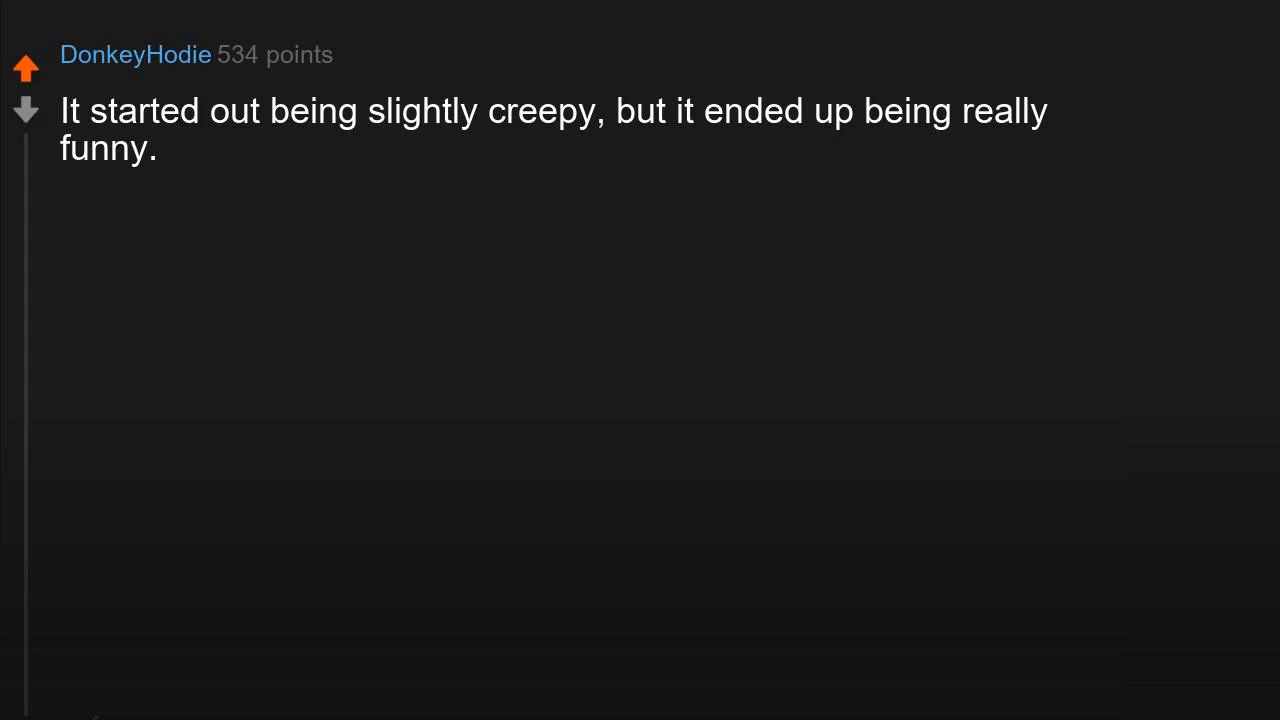 DonkeyHodie 534 points
It started out being slightly creepy, but it ended up being really
funny.